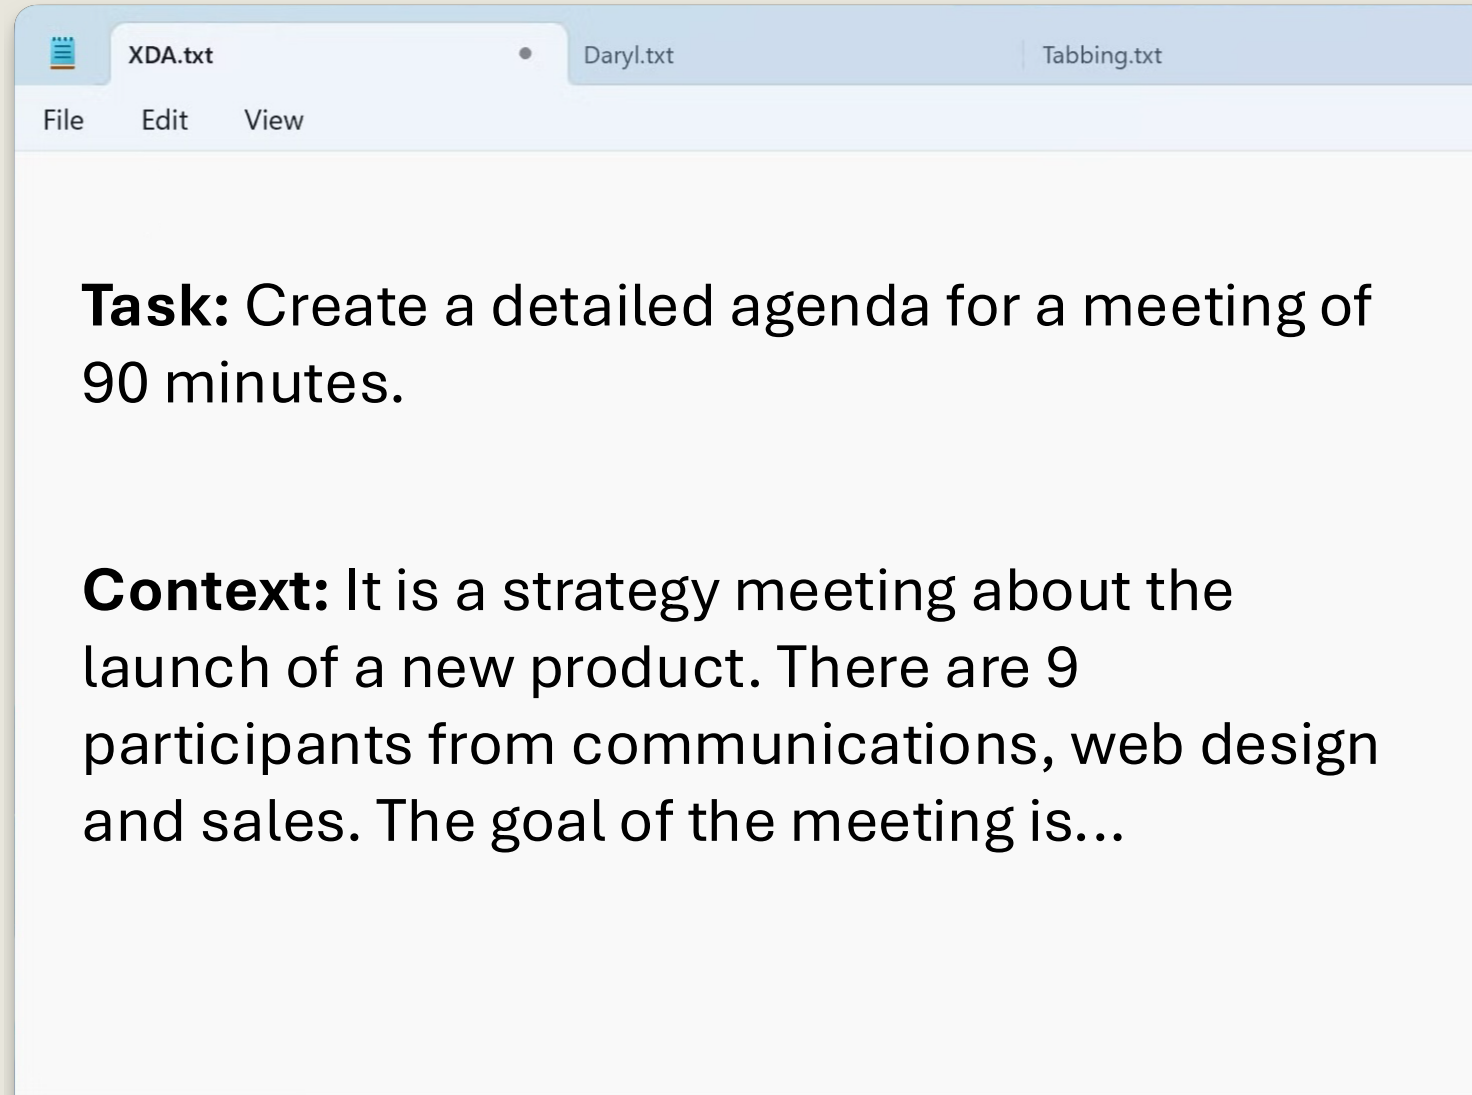 XDA.txt
Daryl.txt
Tabbing.txt
File
Edit
View
Task: Create a detailed agenda for a meeting of
90 minutes.
Context: It is a strategy meeting about the
launch of a new product. There are 9
participants from communications, web design
and sales. The goal of the meeting is...